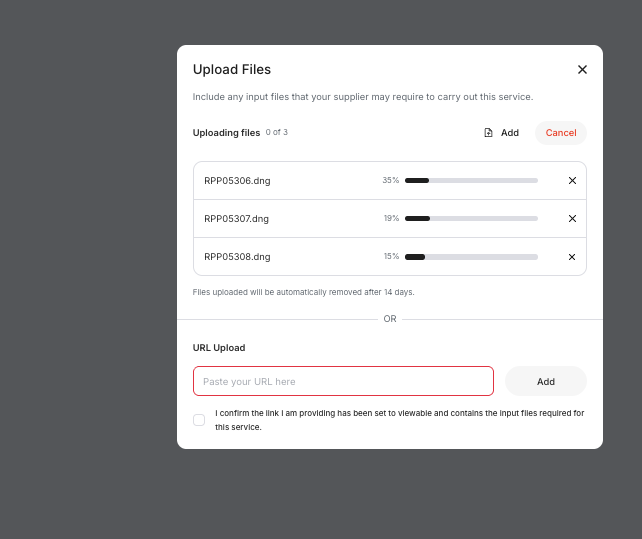 Upload Files
Include any input files that your supplier may require to carry out this service.
Uploading files 0 of 3 Add Cancel
RPP05306.dng 35%
RPP05307.dng 19%
RPP05308.dng 15%
Files uploaded will be automatically removed after 14 days.
OR
URL Upload
Paste your URL here Add
I confirm the link I am providing has been set to viewable and contains the input files required for
this service.